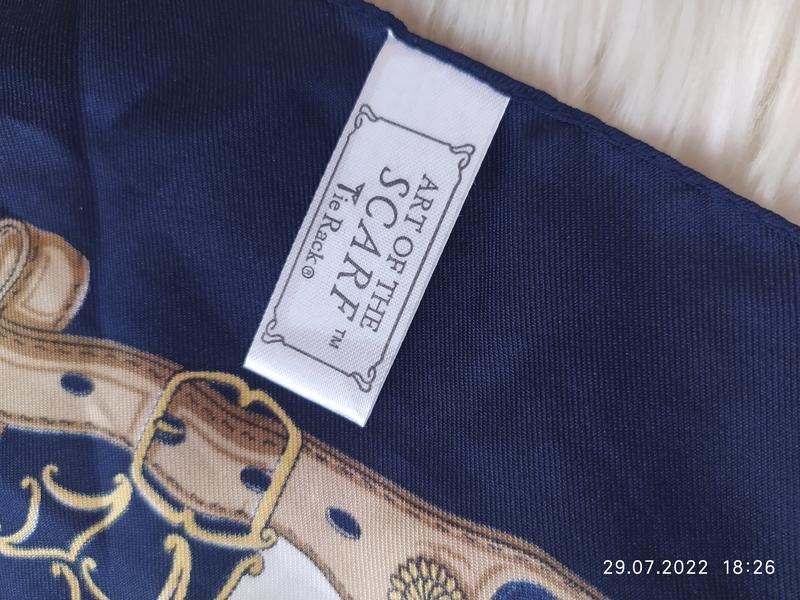 ART OF THE
SCARF™
Tie Rack®
29.07.2022 18:26